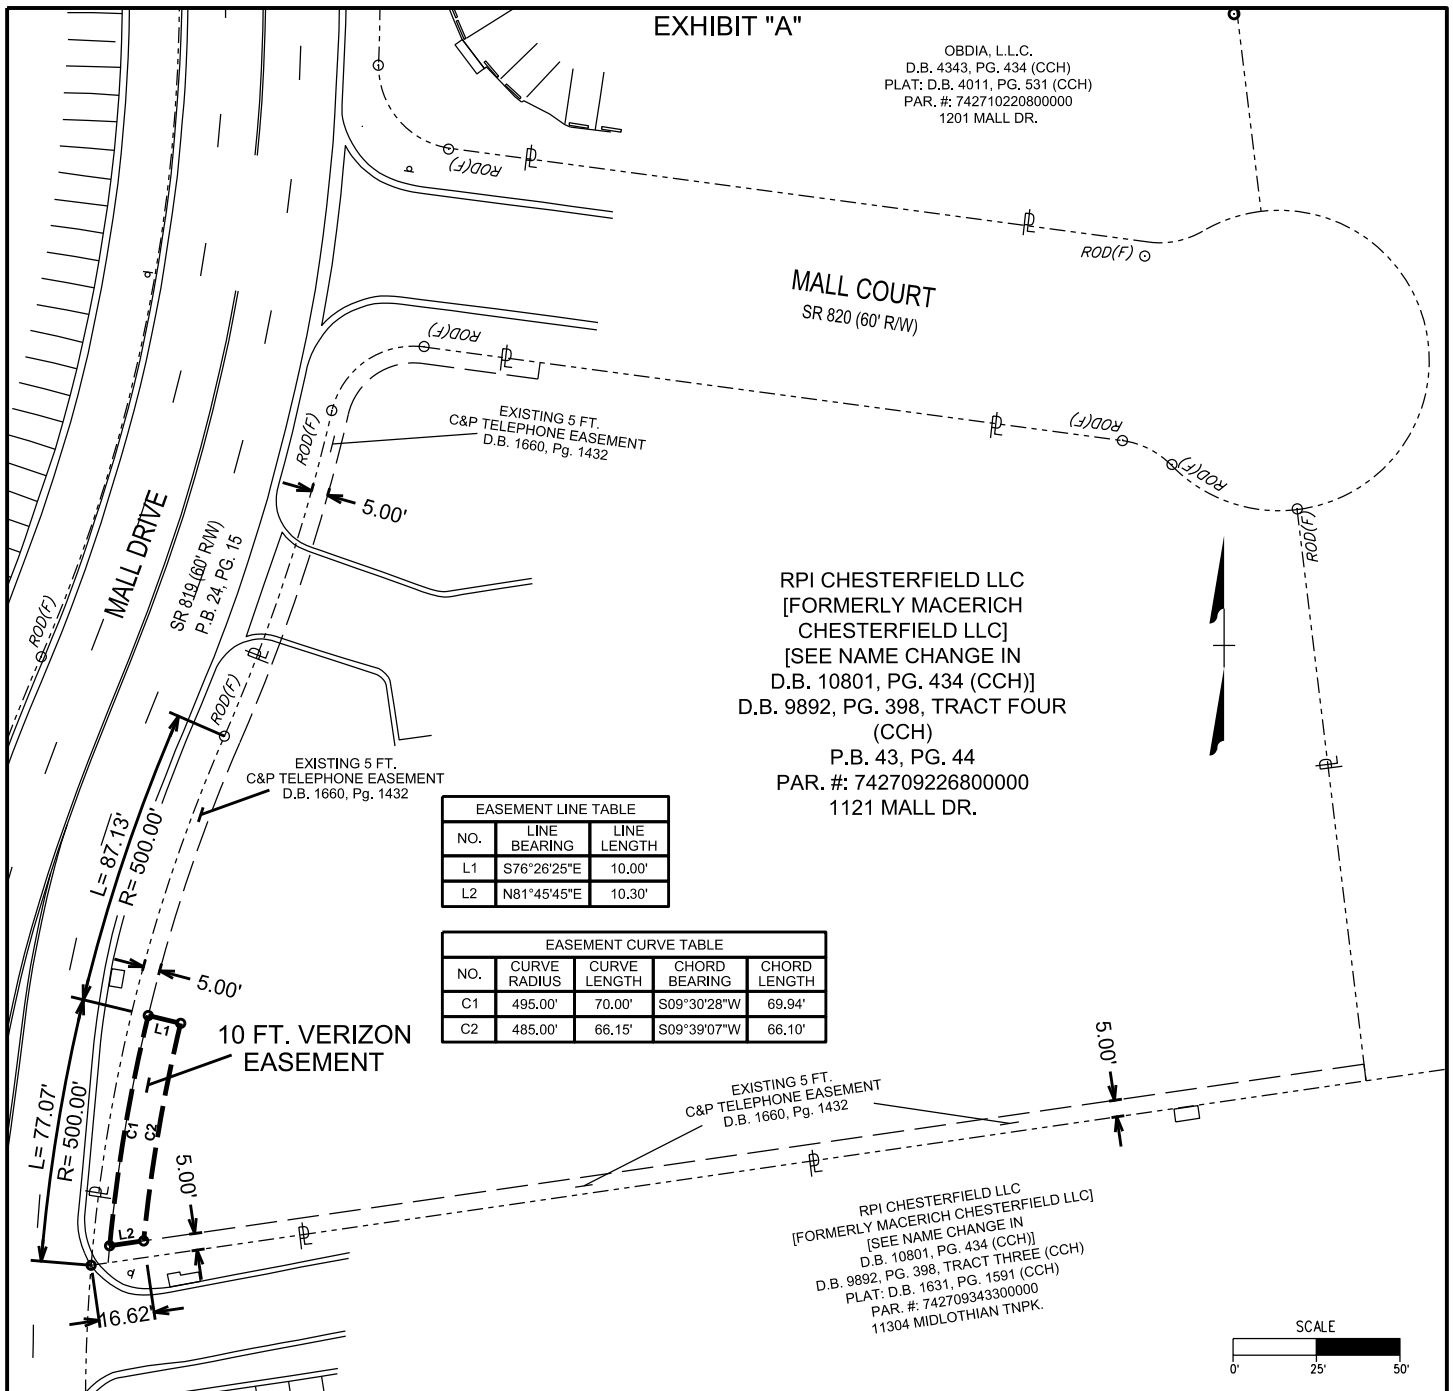 EXHIBIT "A"
OBDIA, L.L.C.
D.B. 4343, PG. 434 (CCH)
PLAT: D.B. 4011, PG. 531 (CCH)
PAR. #: 742710220800000
1201 MALL DR.
ROD(F)
PL
PL
ROD(F)
MALL COURT
SR 820 (60' R/W)
ROD(F)
PL
ROD(F)
EXISTING 5 FT.
C&P TELEPHONE EASEMENT
D.B. 1660, Pg. 1432
PL
ROD(F)
ROD(F)
ROD(F)
5.00'
MALL DRIVE
SR 819 (60' R/W)
P.B. 24, PG. 15
ROD(F)
PL
ROD(F)
RPI CHESTERFIELD LLC
[FORMERLY MACERICH
CHESTERFIELD LLC]
[SEE NAME CHANGE IN
D.B. 10801, PG. 434 (CCH)]
D.B. 9892, PG. 398, TRACT FOUR
(CCH)
P.B. 43, PG. 44
PAR. #: 742709226800000
1121 MALL DR.
PL
EXISTING 5 FT.
C&P TELEPHONE EASEMENT
D.B. 1660, Pg. 1432
L= 87.13'
R= 500.00'
EASEMENT LINE TABLE
NO. LINE BEARING LINE LENGTH
L1 S76°26'25"E 10.00'
L2 N81°45'45"E 10.30'
EASEMENT CURVE TABLE
NO. CURVE RADIUS CURVE LENGTH CHORD BEARING CHORD LENGTH
C1 495.00' 70.00' S09°30'28"W 69.94'
C2 485.00' 66.15' S09°39'07"W 66.10'
5.00'
L1
10 FT. VERIZON
EASEMENT
L= 77.07'
R= 500.00'
C1
C2
PL
5.00'
L2
16.62'
PL
EXISTING 5 FT.
C&P TELEPHONE EASEMENT
D.B. 1660, Pg. 1432
5.00'
PL
RPI CHESTERFIELD LLC
[FORMERLY MACERICH CHESTERFIELD LLC]
[SEE NAME CHANGE IN
D.B. 10801, PG. 434 (CCH)]
D.B. 9892, PG. 398, TRACT THREE (CCH)
PLAT: D.B. 1631, PG. 1591 (CCH)
PAR. #: 742709343300000
11304 MIDLOTHIAN TNPK.
SCALE
0' 25' 50'